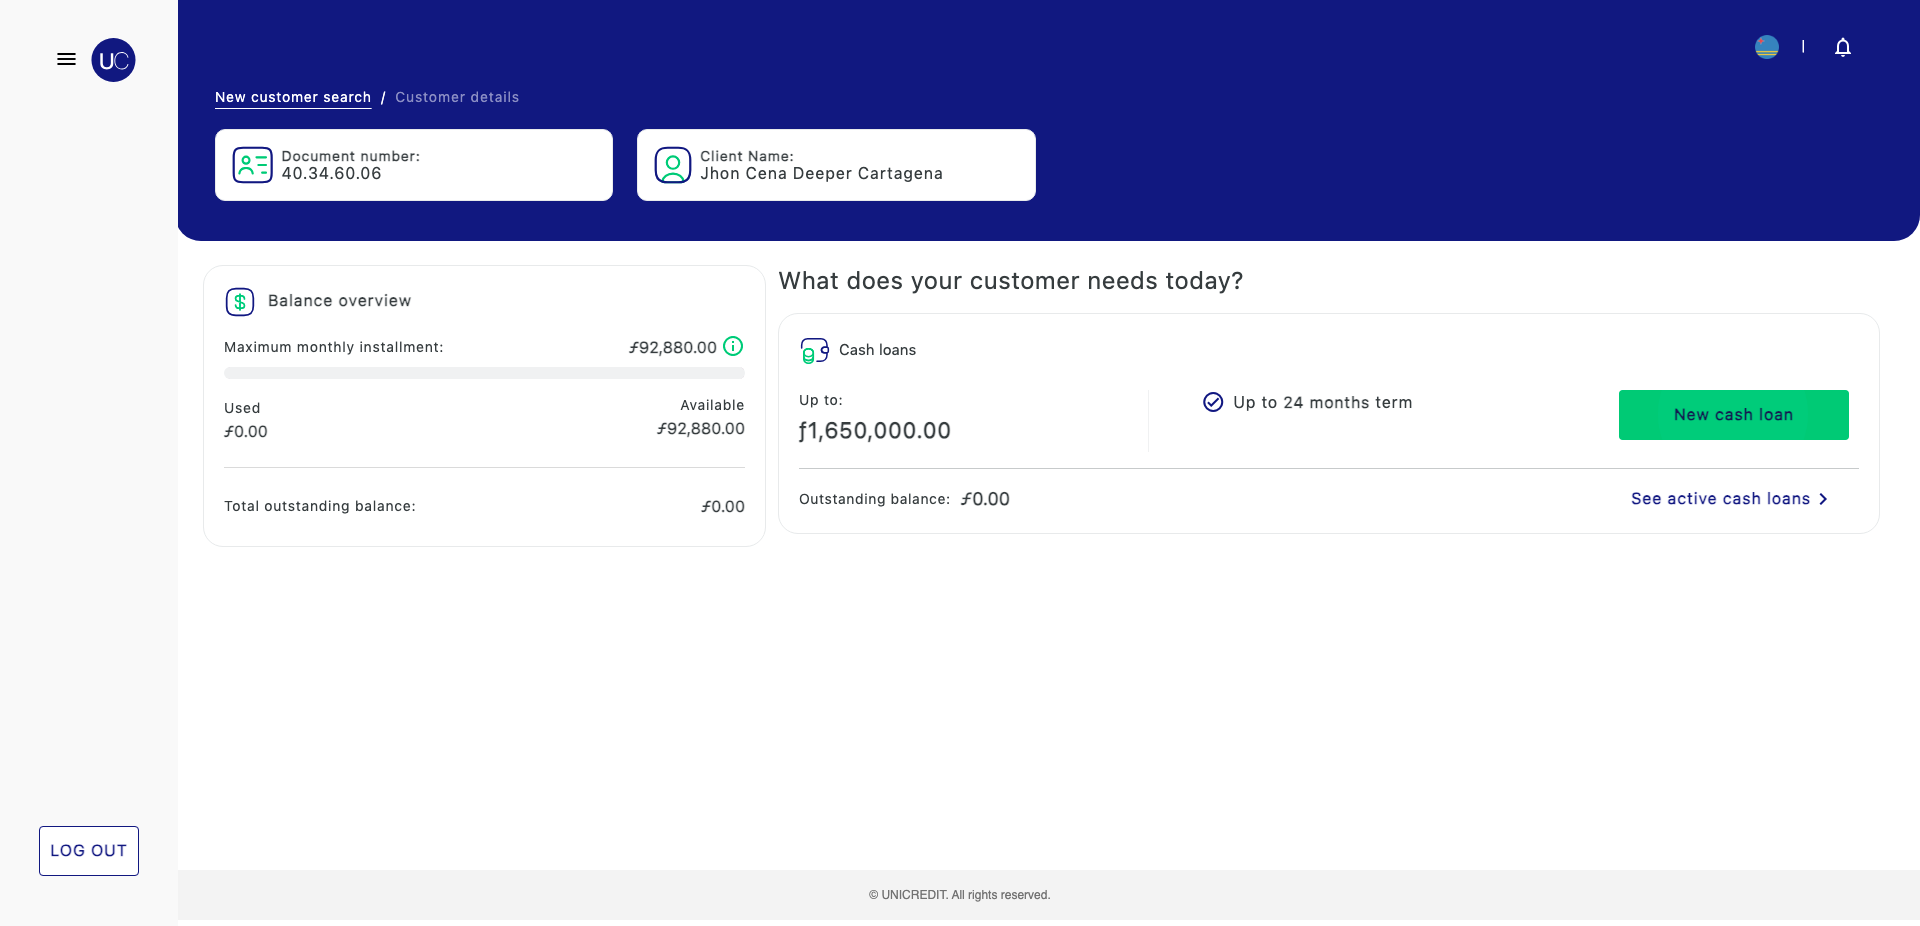 UC
New customer search / Customer details
Document number:
40.34.60.06
Client Name:
Jhon Cena Deeper Cartagena
Balance overview
Maximum monthly installment: ƒ92,880.00
Used
ƒ0.00
Available
ƒ92,880.00
Total outstanding balance: ƒ0.00
What does your customer needs today?
Cash loans
Up to:
ƒ1,650,000.00
Up to 24 months term
New cash loan
Outstanding balance: ƒ0.00
See active cash loans
LOG OUT
© UNICREDIT. All rights reserved.